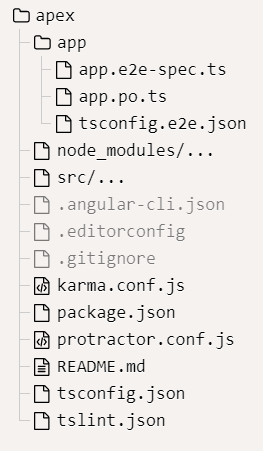 apex
app
app.e2e-spec.ts
app.po.ts
tsconfig.e2e.json
node_modules/...
src/...
.angular-cli.json
.editorconfig
.gitignore
karma.conf.js
package.json
protractor.conf.js
README.md
tsconfig.json
tslint.json